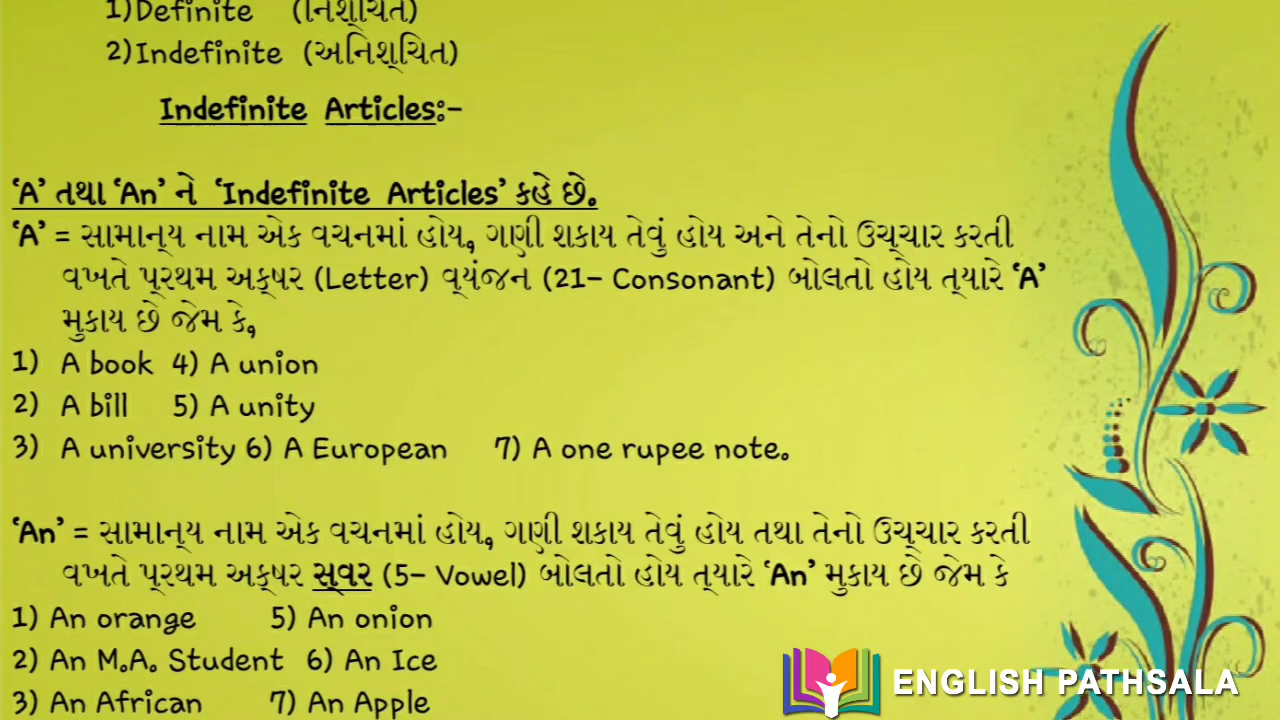 1)Definite (નિશ્ચિત)
2)Indefinite (અનિશ્ચિત)
Indefinite Articles:-
‘A’ તથા ‘An’ ને ‘Indefinite Articles’ કહે છે.
‘A’ = સામાન્ય નામ એક વચનમાં હોય, ગણી શકાય તેવું હોય અને તેનો ઉચ્ચાર કરતી
વખતે પ્રથમ અક્ષર (Letter) વ્યંજન (21- Consonant) બોલતો હોય ત્યારે ‘A’
મુકાય છે જેમ કે,
1) A book 4) A union
2) A bill 5) A unity
3) A university 6) A European 7) A one rupee note.
‘An’ = સામાન્ય નામ એક વચનમાં હોય, ગણી શકાય તેવું હોય તથા તેનો ઉચ્ચાર કરતી
વખતે પ્રથમ અક્ષર સ્વર (5- Vowel) બોલતો હોય ત્યારે ‘An’ મુકાય છે જેમ કે
1) An orange 5) An onion
2) An M.A. Student 6) An Ice
3) An African 7) An Apple
ENGLISH PATHSALA